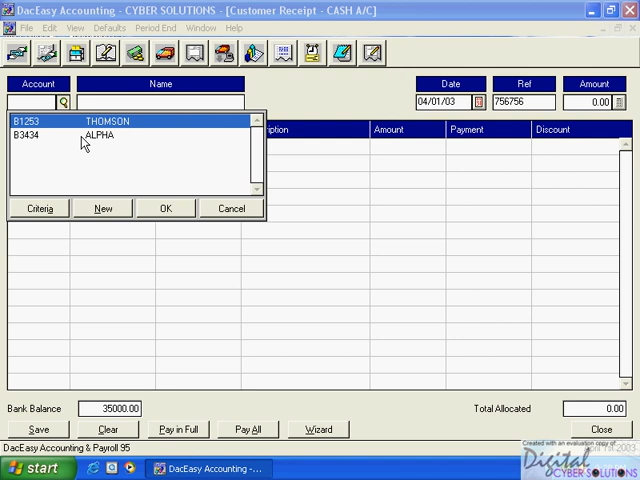 DacEasy Accounting - CYBER SOLUTIONS - [Customer Receipt - CASH A/C]
File Edit View Defaults Period End Window Help
Account Name Date Ref Amount
04/01/03 756756 0.00
B1253 THOMSON
B3434 ALPHA
ription Amount Payment Discount
Criteria New OK Cancel
Bank Balance 35000.00 Total Allocated 0.00
Save Clear Pay in Full Pay All Wizard Close
DacEasy Accounting & Payroll 95
Created with an evaluation copy of
April 1st 2003
Digital
CYBER SOLUTIONS
start DacEasy Accounting -...